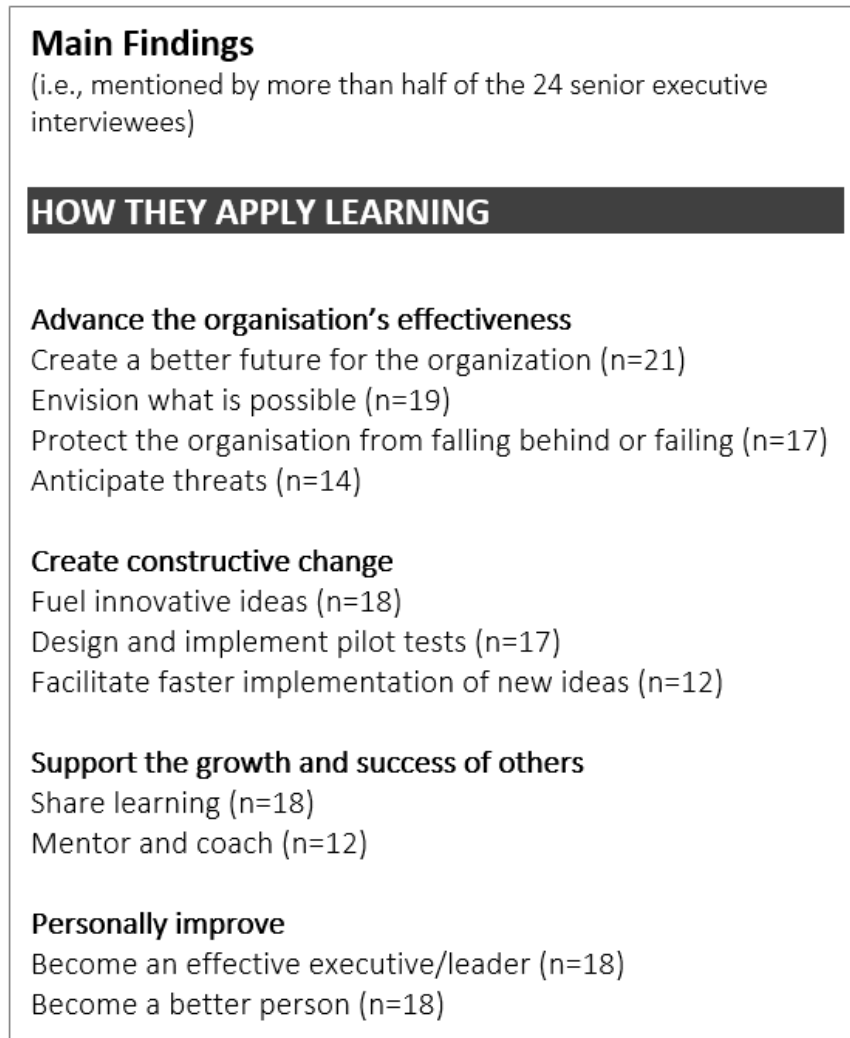 Main Findings
(i.e., mentioned by more than half of the 24 senior executive
interviewees)
HOW THEY APPLY LEARNING
Advance the organisation’s effectiveness
Create a better future for the organization (n=21)
Envision what is possible (n=19)
Protect the organisation from falling behind or failing (n=17)
Anticipate threats (n=14)
Create constructive change
Fuel innovative ideas (n=18)
Design and implement pilot tests (n=17)
Facilitate faster implementation of new ideas (n=12)
Support the growth and success of others
Share learning (n=18)
Mentor and coach (n=12)
Personally improve
Become an effective executive/leader (n=18)
Become a better person (n=18)